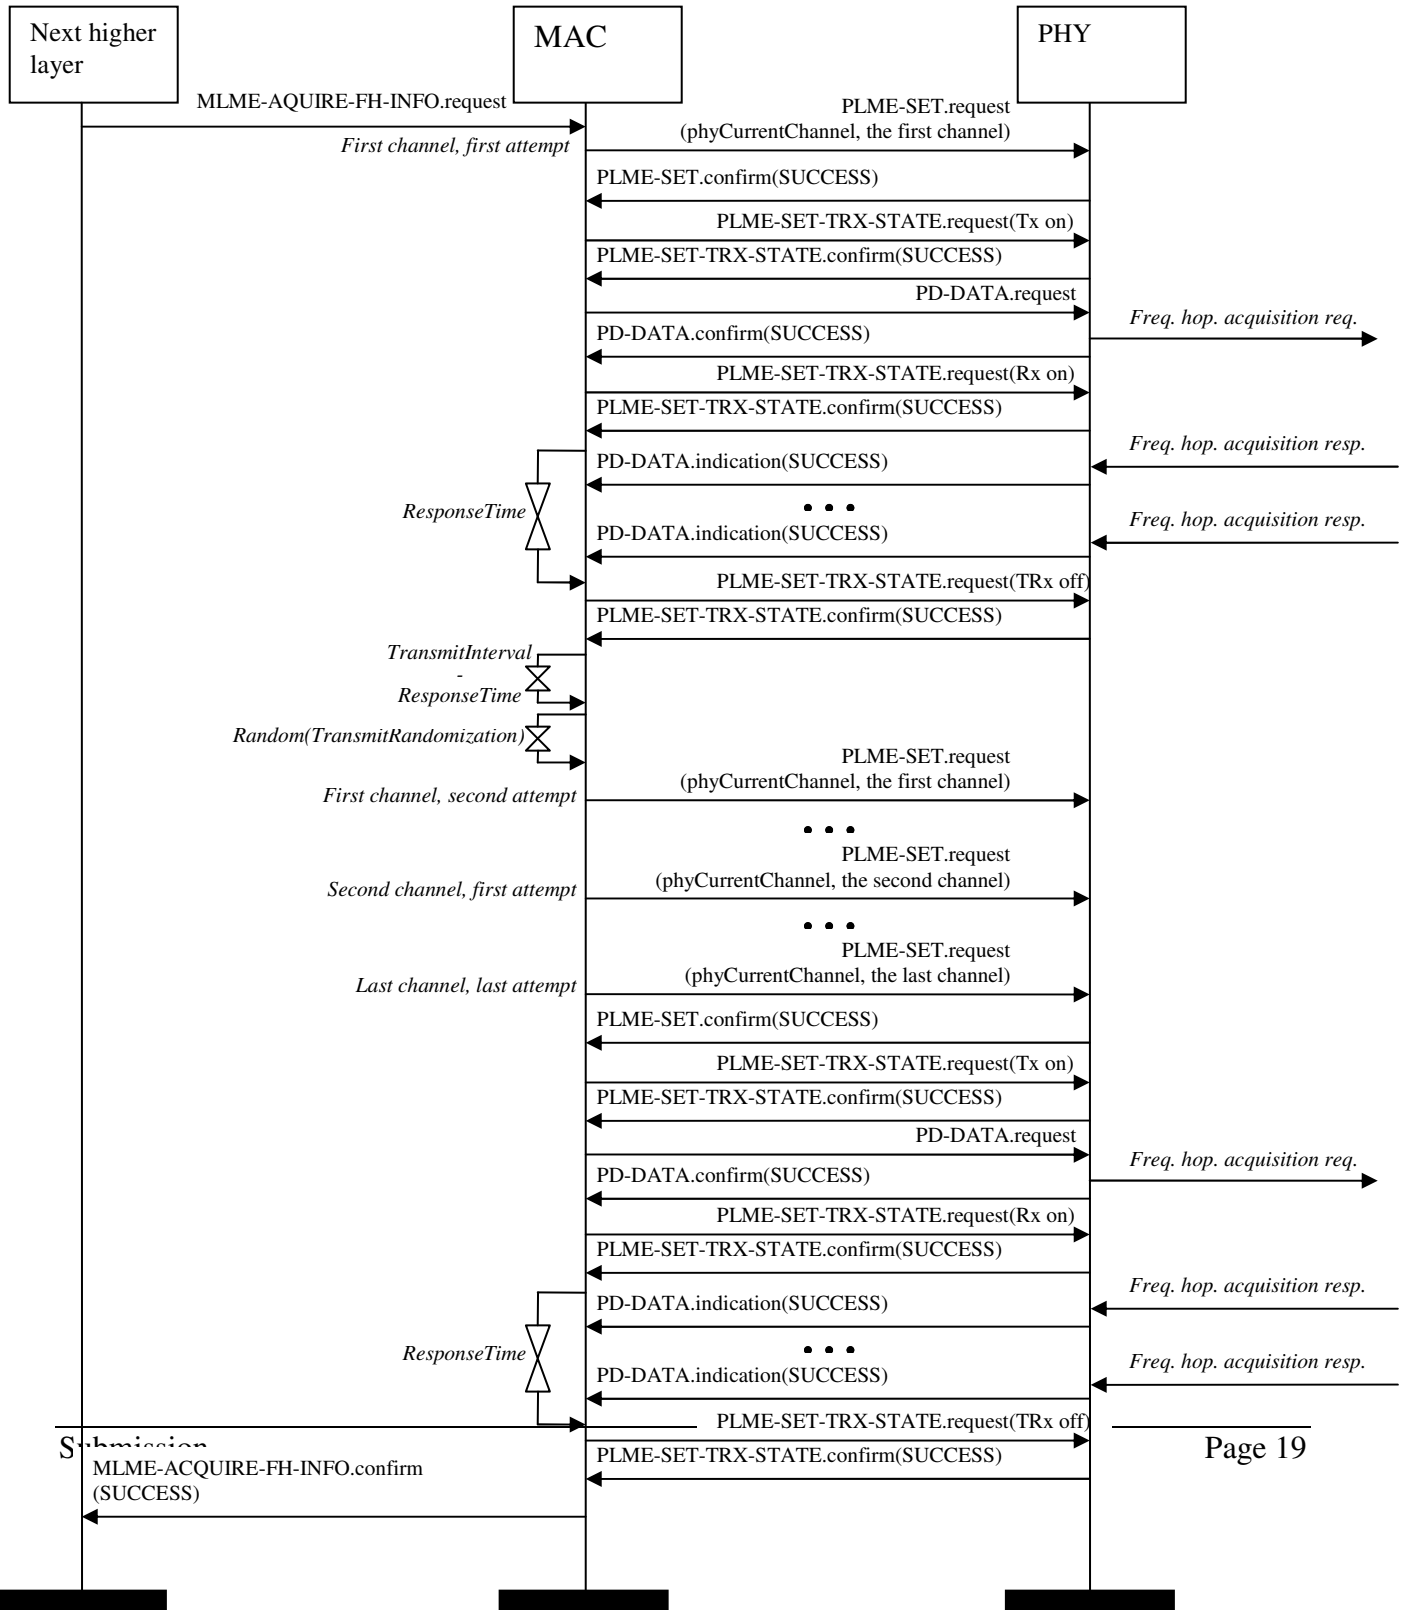 Next higher
layer
MAC
PHY
MLME-AQUIRE-FH-INFO.request
PLME-SET.request
(phyCurrentChannel, the first channel)
First channel, first attempt
PLME-SET.confirm(SUCCESS)
PLME-SET-TRX-STATE.request(Tx on)
PLME-SET-TRX-STATE.confirm(SUCCESS)
PD-DATA.request
Freq. hop. acquisition req.
PD-DATA.confirm(SUCCESS)
PLME-SET-TRX-STATE.request(Rx on)
PLME-SET-TRX-STATE.confirm(SUCCESS)
Freq. hop. acquisition resp.
PD-DATA.indication(SUCCESS)
ResponseTime
• • •
Freq. hop. acquisition resp.
PD-DATA.indication(SUCCESS)
PLME-SET-TRX-STATE.request(TRx off)
PLME-SET-TRX-STATE.confirm(SUCCESS)
TransmitInterval
-
ResponseTime
Random(TransmitRandomization)
PLME-SET.request
(phyCurrentChannel, the first channel)
First channel, second attempt
• • •
PLME-SET.request
(phyCurrentChannel, the second channel)
Second channel, first attempt
• • •
PLME-SET.request
(phyCurrentChannel, the last channel)
Last channel, last attempt
PLME-SET.confirm(SUCCESS)
PLME-SET-TRX-STATE.request(Tx on)
PLME-SET-TRX-STATE.confirm(SUCCESS)
PD-DATA.request
Freq. hop. acquisition req.
PD-DATA.confirm(SUCCESS)
PLME-SET-TRX-STATE.request(Rx on)
PLME-SET-TRX-STATE.confirm(SUCCESS)
Freq. hop. acquisition resp.
PD-DATA.indication(SUCCESS)
ResponseTime
• • •
Freq. hop. acquisition resp.
PD-DATA.indication(SUCCESS)
PLME-SET-TRX-STATE.request(TRx off)
Submission
Page 19
PLME-SET-TRX-STATE.confirm(SUCCESS)
MLME-ACQUIRE-FH-INFO.confirm
(SUCCESS)